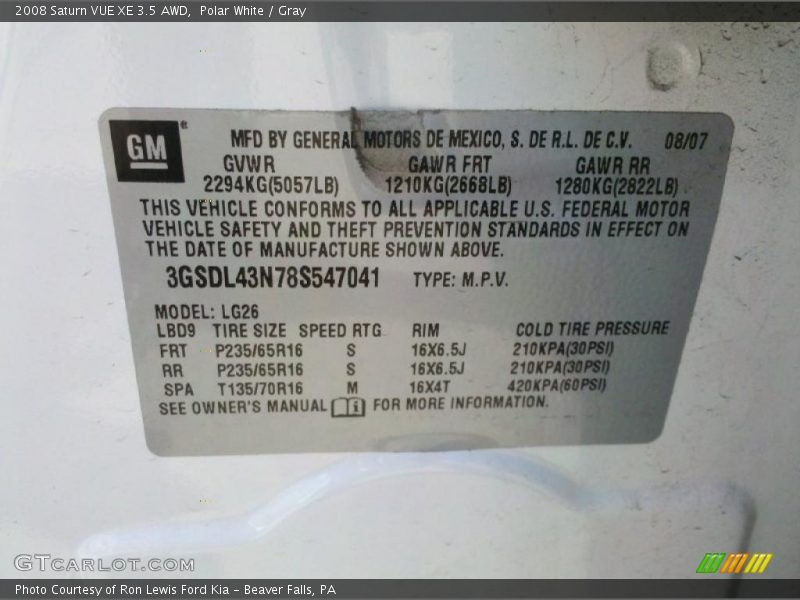 2008 Saturn VUE XE 3.5 AWD,  Polar White / Gray
GM ® MFD BY GENERAL MOTORS DE MEXICO, S. DE R.L. DE C.V. 08/07
GVWR GAWR FRT GAWR RR
2294KG(5057LB) 1210KG(2668LB) 1280KG(2822LB)
THIS VEHICLE CONFORMS TO ALL APPLICABLE U.S. FEDERAL MOTOR
VEHICLE SAFETY AND THEFT PREVENTION STANDARDS IN EFFECT ON
THE DATE OF MANUFACTURE SHOWN ABOVE.
3GSDL43N78S547041 TYPE: M.P.V.
MODEL: LG26
LBD9 TIRE SIZE SPEED RTG RIM COLD TIRE PRESSURE
FRT P235/65R16 S 16X6.5J 210KPA(30PSI)
RR P235/65R16 S 16X6.5J 210KPA(30PSI)
SPA T135/70R16 M 16X4T 420KPA(60PSI)
SEE OWNER'S MANUAL i FOR MORE INFORMATION.
GTCARLOT.COM
Photo Courtesy of Ron Lewis Ford Kia – Beaver Falls, PA